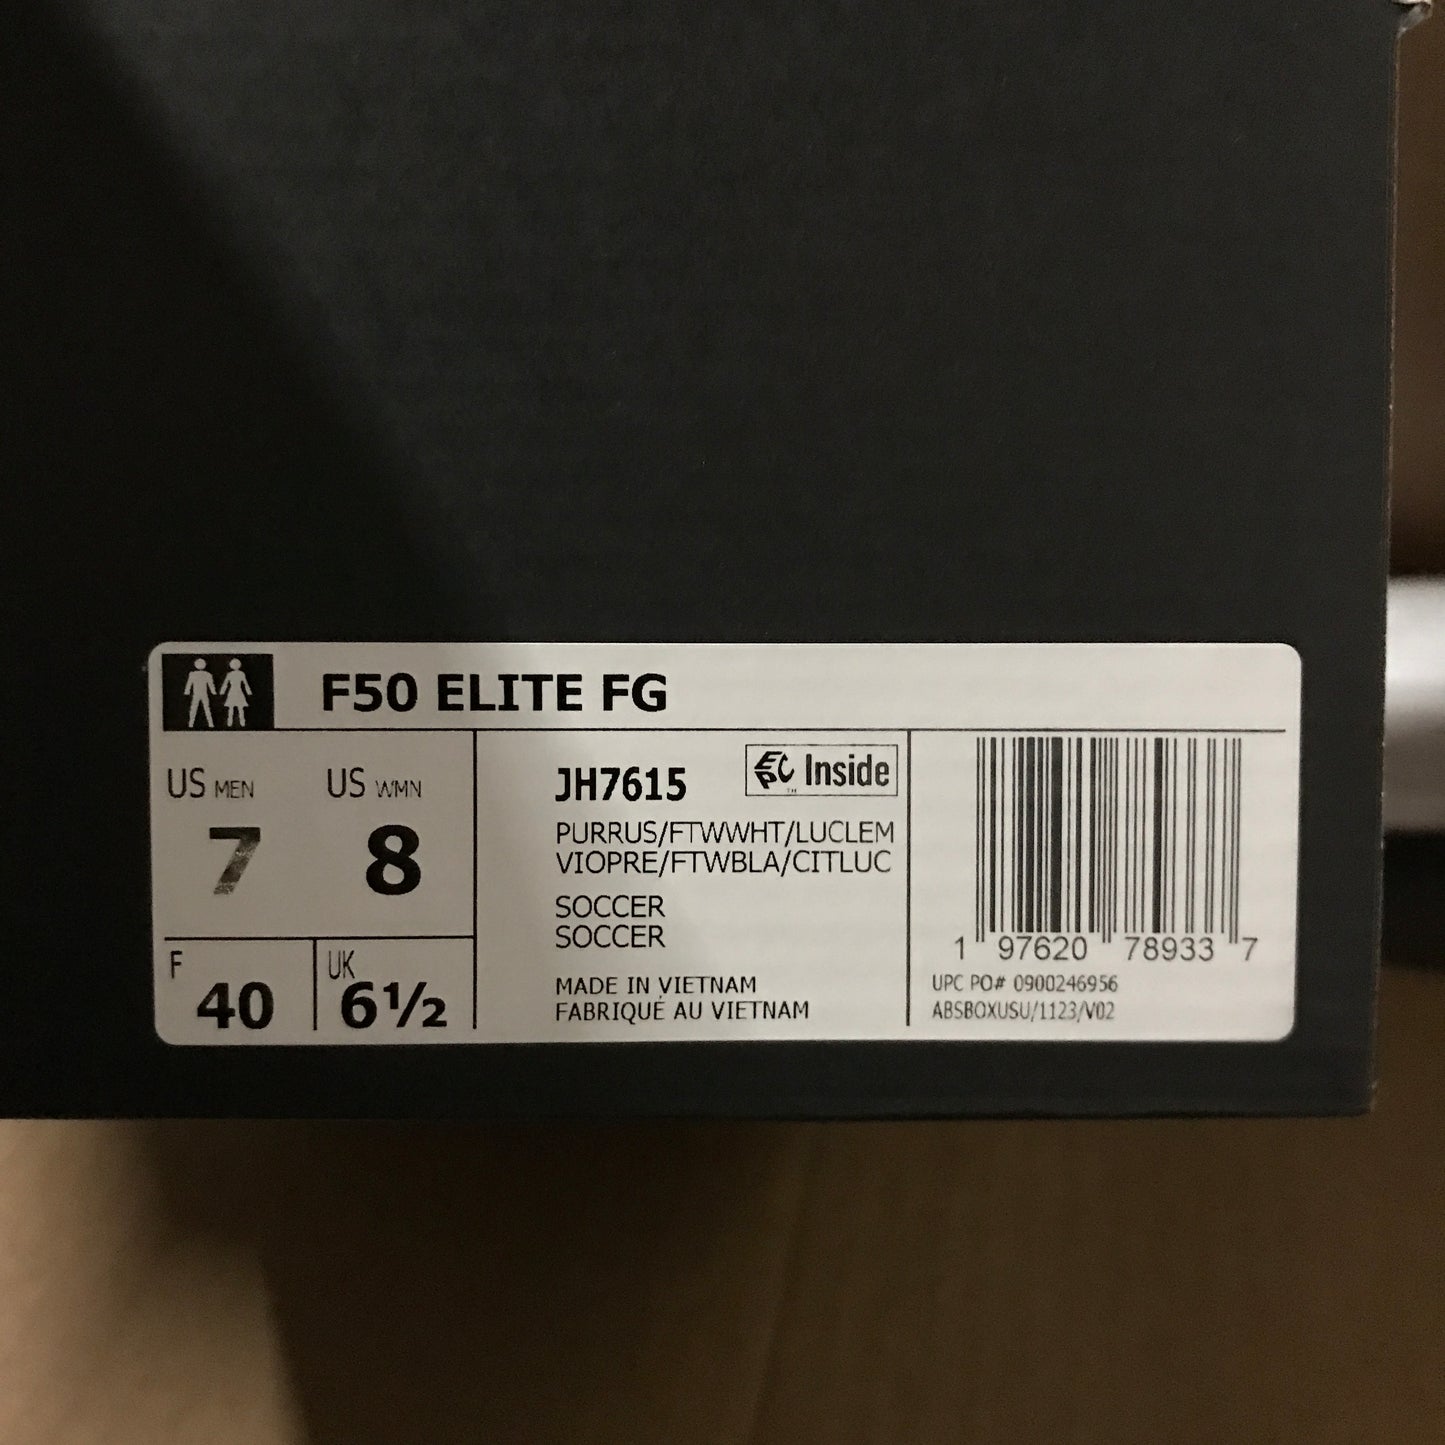 F50 ELITE FG
US MEN US WMN
7 8
F 40 UK 6½
JH7615
EPC Inside
TM
PURRUS/FTWWHT/LUCLEM
VIOPRE/FTWBLA/CITLUC
SOCCER
SOCCER
MADE IN VIETNAM
FABRIQUÉ AU VIETNAM
1 97620 78933 7
UPC PO# 0900246956
ABSBOXUSU/1123/V02